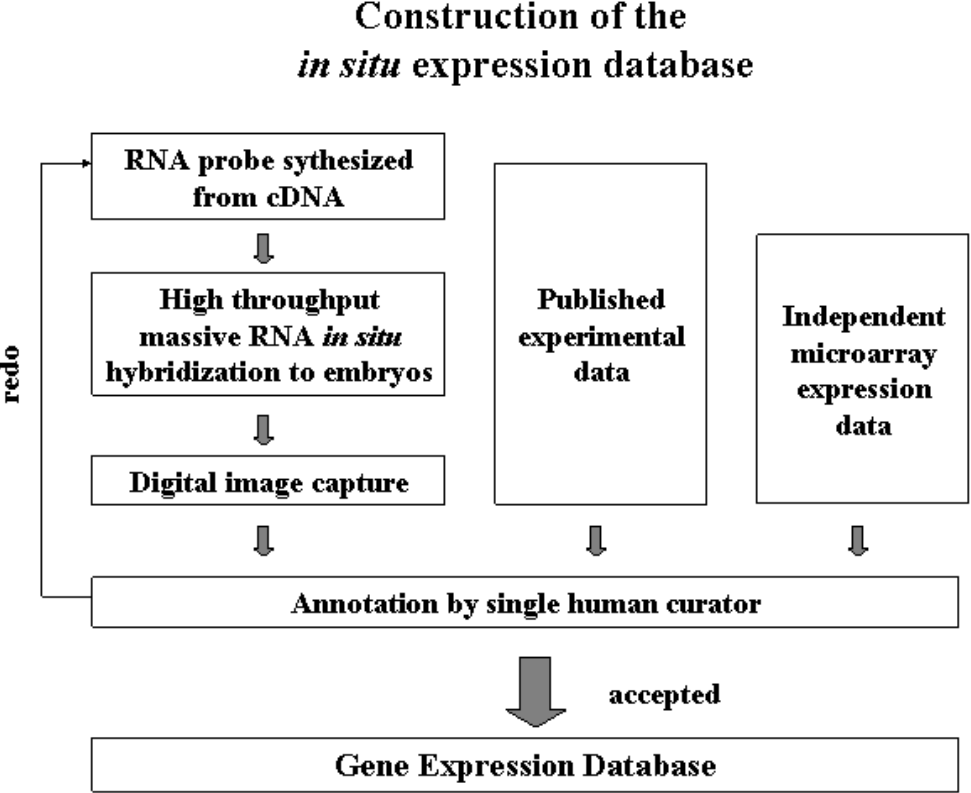 Construction of the
in situ expression database
RNA probe sythesized
from cDNA
High throughput
massive RNA in situ
hybridization to embryos
Digital image capture
Published
experimental
data
Independent
microarray
expression
data
redo
Annotation by single human curator
accepted
Gene Expression Database